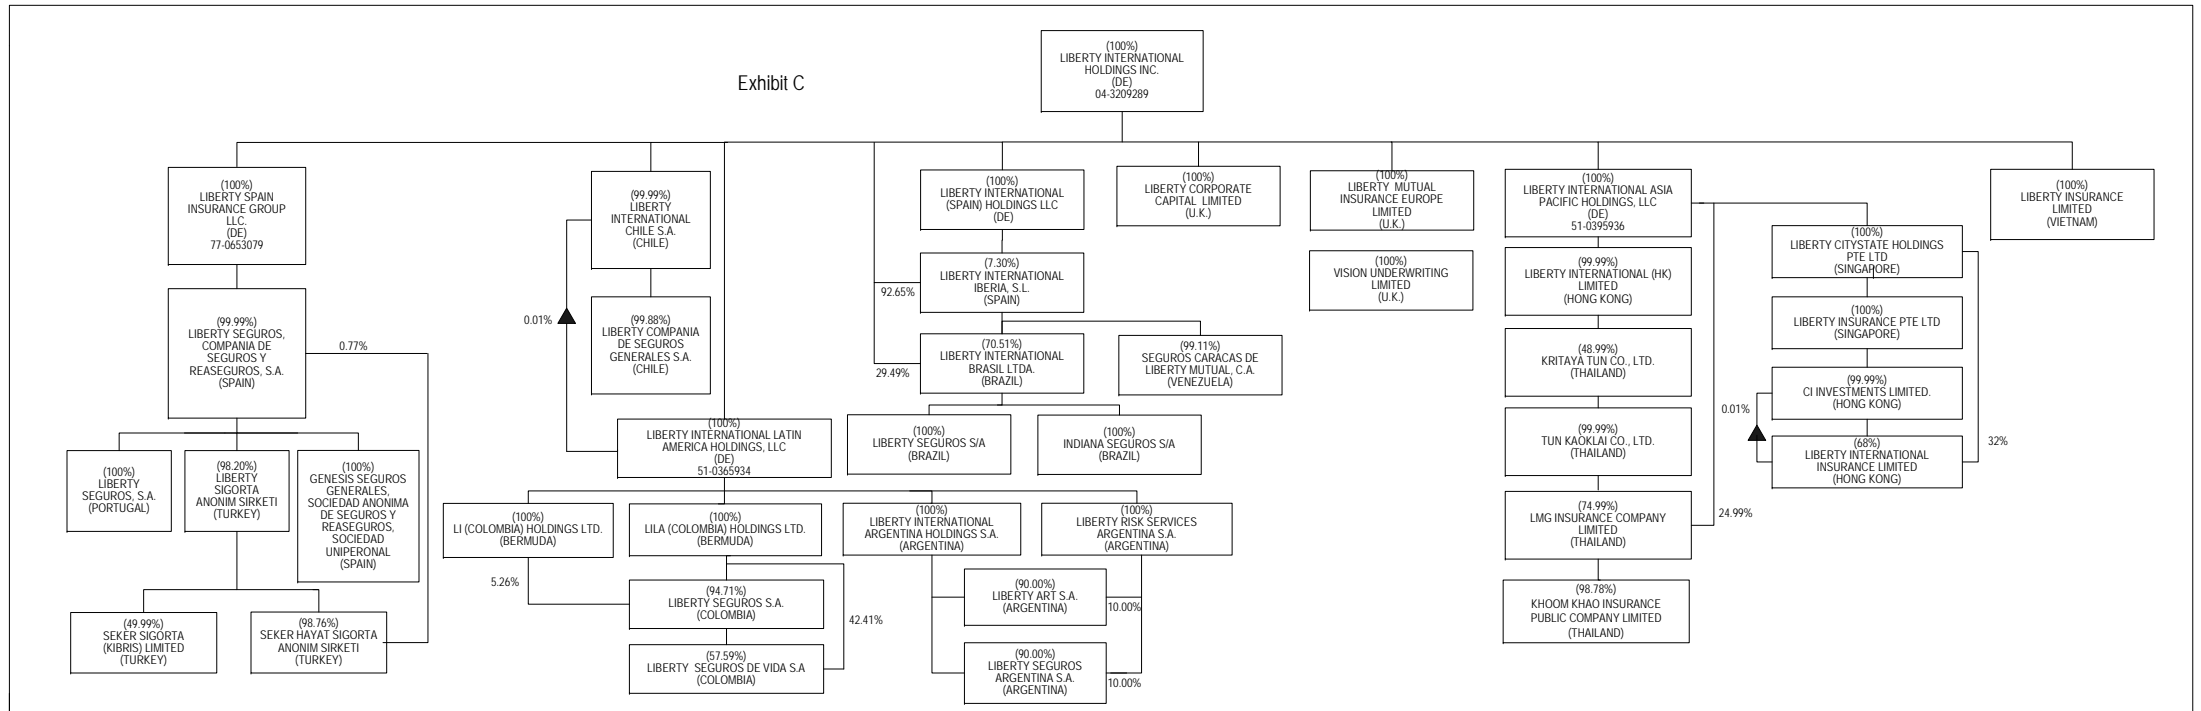 Exhibit C
(100%)
LIBERTY INTERNATIONAL
HOLDINGS INC.
(DE)
04-3209289
(100%)
LIBERTY SPAIN
INSURANCE GROUP
LLC.
(DE)
77-0653079
(99.99%)
LIBERTY SEGUROS,
COMPANIA DE
SEGUROS Y
REASEGUROS, S.A.
(SPAIN)
0.77%
(100%)
LIBERTY
SEGUROS, S.A.
(PORTUGAL)
(98.20%)
LIBERTY
SIGORTA
ANONIM SIRKETI
(TURKEY)
(100%)
GENESIS SEGUROS
GENERALES,
SOCIEDAD ANONIMA
DE SEGUROS Y
REASEGUROS,
SOCIEDAD
UNIPERONAL
(SPAIN)
(49.99%)
SEKER SIGORTA
(KIBRIS) LIMITED
(TURKEY)
(98.76%)
SEKER HAYAT SIGORTA
ANONIM SIRKETI
(TURKEY)
(99.99%)
LIBERTY
INTERNATIONAL
CHILE S.A.
(CHILE)
0.01%
(99.88%)
LIBERTY COMPANIA
DE SEGUROS
GENERALES S.A.
(CHILE)
(100%)
LIBERTY INTERNATIONAL LATIN
AMERICA HOLDINGS, LLC
(DE)
51-0365934
(100%)
LI (COLOMBIA) HOLDINGS LTD.
(BERMUDA)
5.26%
(100%)
LILA (COLOMBIA) HOLDINGS LTD.
(BERMUDA)
(94.71%)
LIBERTY SEGUROS S.A.
(COLOMBIA)
42.41%
(57.59%)
LIBERTY  SEGUROS DE VIDA S.A
(COLOMBIA)
(100%)
LIBERTY INTERNATIONAL
ARGENTINA HOLDINGS S.A.
(ARGENTINA)
(100%)
LIBERTY RISK SERVICES
ARGENTINA S.A.
(ARGENTINA)
(90.00%)
LIBERTY ART S.A.
(ARGENTINA)
10.00%
(90.00%)
LIBERTY SEGUROS
ARGENTINA S.A.
(ARGENTINA)
10.00%
(100%)
LIBERTY INTERNATIONAL
(SPAIN) HOLDINGS LLC
(DE)
92.65%
(7.30%)
LIBERTY INTERNATIONAL
IBERIA, S.L.
(SPAIN)
29.49%
(70.51%)
LIBERTY INTERNATIONAL
BRASIL LTDA.
(BRAZIL)
(99.11%)
SEGUROS CARACAS DE
LIBERTY MUTUAL, C.A.
(VENEZUELA)
(100%)
LIBERTY SEGUROS S/A
(BRAZIL)
(100%)
INDIANA SEGUROS S/A
(BRAZIL)
(100%)
LIBERTY CORPORATE
CAPITAL  LIMITED
(U.K.)
(100%)
LIBERTY  MUTUAL
INSURANCE EUROPE
LIMITED
(U.K.)
(100%)
VISION UNDERWRITING
LIMITED
(U.K.)
(100%)
LIBERTY INTERNATIONAL ASIA
PACIFIC HOLDINGS, LLC
(DE)
51-0395936
(99.99%)
LIBERTY INTERNATIONAL (HK)
LIMITED
(HONG KONG)
(48.99%)
KRITAYA TUN CO., LTD.
(THAILAND)
(99.99%)
TUN KAOKLAI CO., LTD.
(THAILAND)
(74.99%)
LMG INSURANCE COMPANY
LIMITED
(THAILAND)
24.99%
(98.78%)
KHOOM KHAO INSURANCE
PUBLIC COMPANY LIMITED
(THAILAND)
(100%)
LIBERTY CITYSTATE HOLDINGS
PTE LTD
(SINGAPORE)
(100%)
LIBERTY INSURANCE PTE LTD
(SINGAPORE)
(99.99%)
CI INVESTMENTS LIMITED.
(HONG KONG)
0.01%
(68%)
LIBERTY INTERNATIONAL
INSURANCE LIMITED
(HONG KONG)
32%
(100%)
LIBERTY INSURANCE
LIMITED
(VIETNAM)